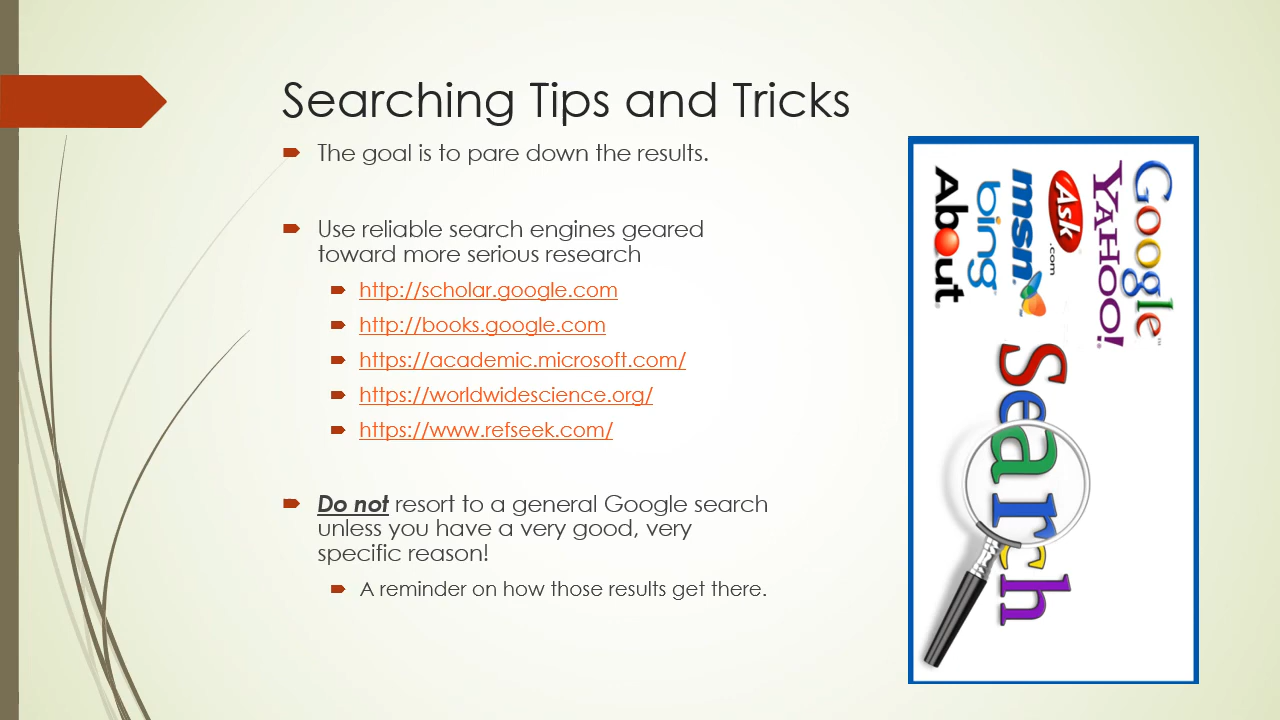 Searching Tips and Tricks
The goal is to pare down the results.
Use reliable search engines geared
toward more serious research
http://scholar.google.com
http://books.google.com
https://academic.microsoft.com/
https://worldwidescience.org/
https://www.refseek.com/
Do not resort to a general Google search
unless you have a very good, very
specific reason!
A reminder on how those results get there.
Google™
YAHOO!
Ask.com
msn
bing™
About
Search